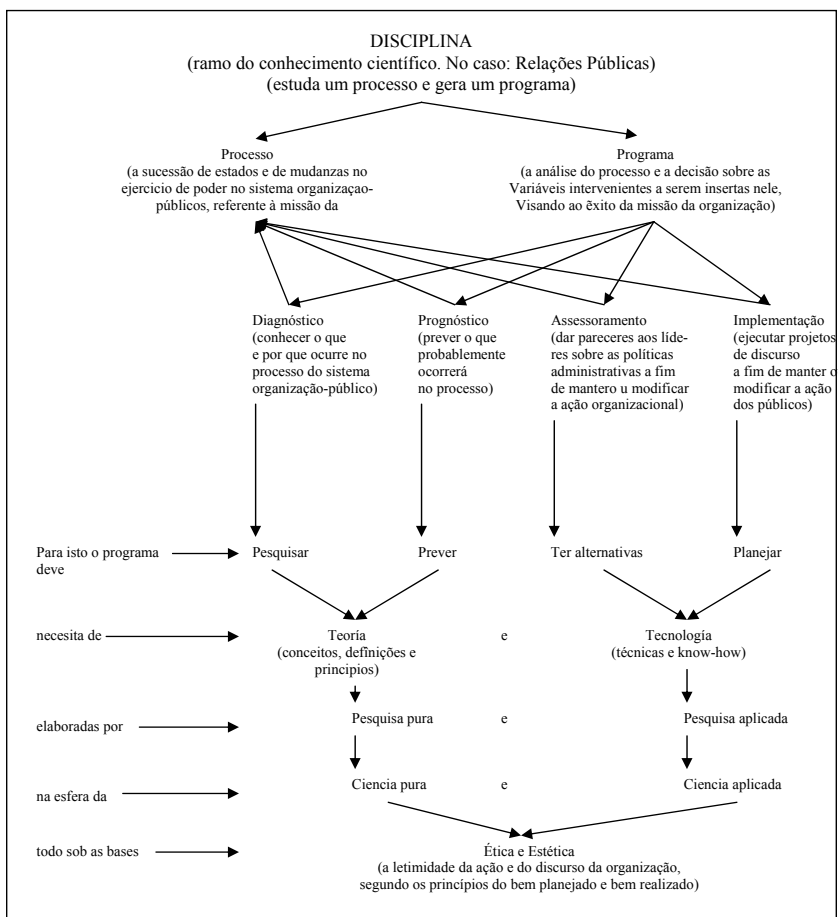 DISCIPLINA
(ramo do conhecimento científico. No caso: Relações Públicas)
(estuda um processo e gera um programa)
Processo
(a sucessão de estados e de mudanzas no
ejercicio de poder no sistema organizaçao-
públicos, referente à missão da
Programa
(a análise do processo e a decisão sobre as
Variáveis intervenientes a serem insertas nele,
Visando ao êxito da missão da organização)
Diagnóstico
(conhecer o que
e por que ocurre no
processo do sistema
organização-público)
Prognóstico
(prever o que
probablemente
ocorrerá
no processo)
Assessoramento
(dar pareceres aos líde-
res sobre as políticas
administrativas a fim
de mantero u modificar
a ação organizacional)
Implementação
(ejecutar projetos
de discurso
a fim de manter o
modificar a ação
dos públicos)
Para isto o programa
deve
Pesquisar
Prever
Ter alternativas
Planejar
necesita de
Teoría
(conceitos, definições e
principios)
e
Tecnología
(técnicas e know-how)
elaboradas por
Pesquisa pura
e
Pesquisa aplicada
na esfera da
Ciencia pura
e
Ciencia aplicada
todo sob as bases
Ética e Estética
(a letimidade da ação e do discurso da organização,
segundo os princípios do bem planejado e bem realizado)